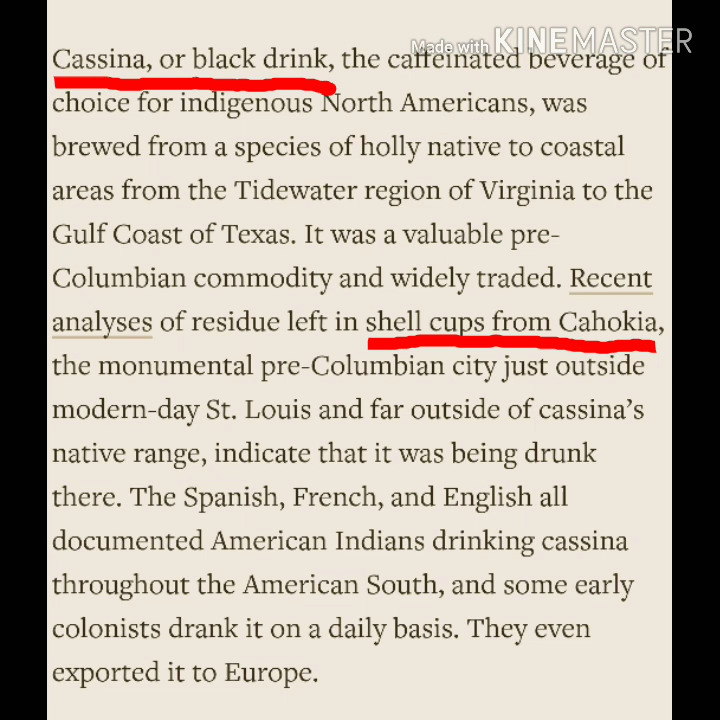 Made with KINEMASTER
Cassina, or black drink, the caffeinated beverage of
choice for indigenous North Americans, was
brewed from a species of holly native to coastal
areas from the Tidewater region of Virginia to the
Gulf Coast of Texas. It was a valuable pre-
Columbian commodity and widely traded. Recent
analyses of residue left in shell cups from Cahokia,
the monumental pre-Columbian city just outside
modern-day St. Louis and far outside of cassina’s
native range, indicate that it was being drunk
there. The Spanish, French, and English all
documented American Indians drinking cassina
throughout the American South, and some early
colonists drank it on a daily basis. They even
exported it to Europe.